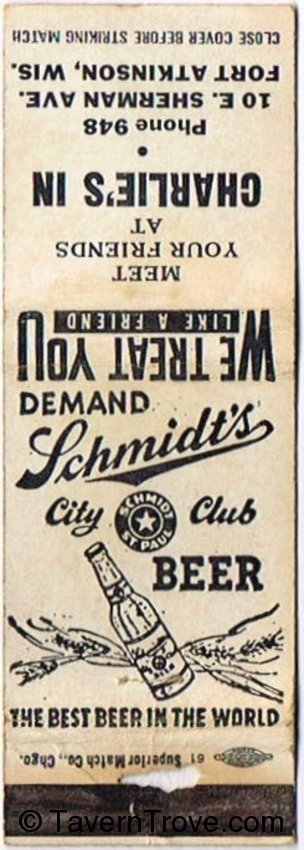 WE TREAT YOU
LIKE A FRIEND
MEET
YOUR FRIENDS
AT
CHARLIE'S IN
•
Phone 948
10 E. SHERMAN AVE.
FORT ATKINSON, WIS.
CLOSE COVER BEFORE STRIKING MATCH
DEMAND
Schmidt's
City Club
SCHMIDT
ST. PAUL
BEER
THE BEST BEER IN THE WORLD
Superior Match Co., Chgo.
© TavernTrove.com